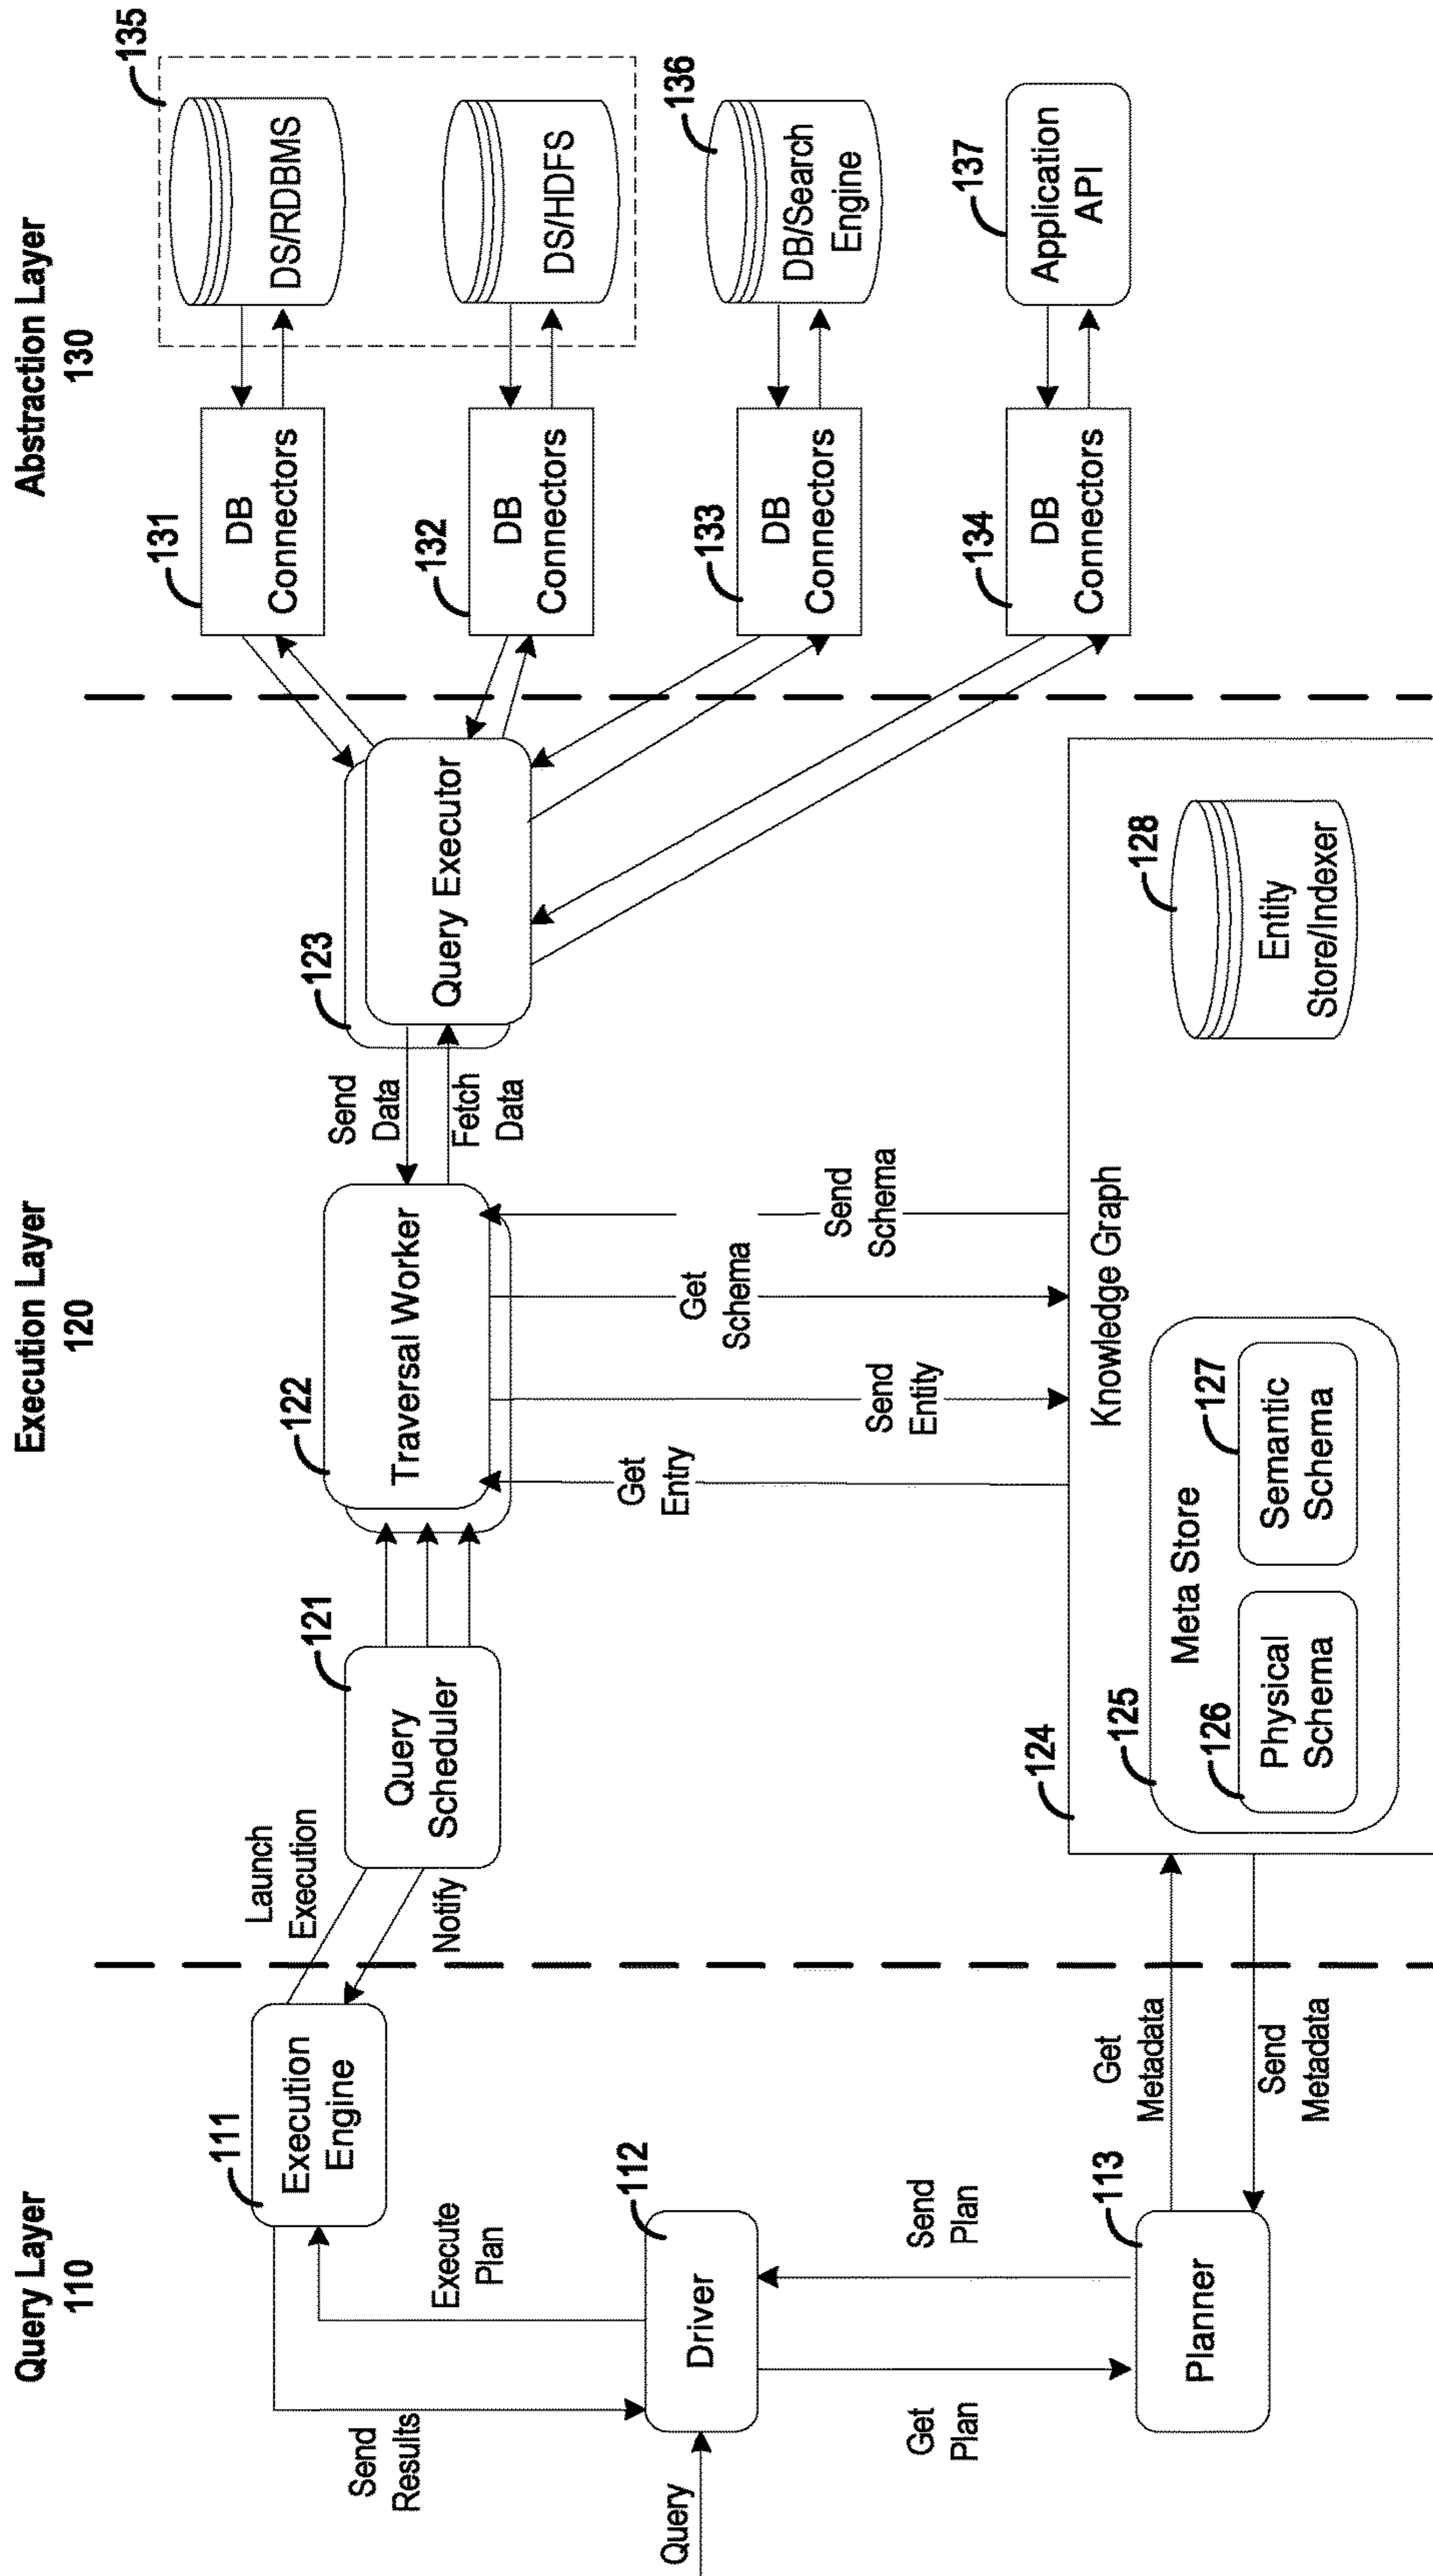 Query Layer
110
Execution Layer
120
Abstraction Layer
130
111
Execution
Engine
Send
Results
Execute
Plan
Query
112
Driver
Get
Plan
Send
Plan
113
Planner
Get
Metadata
Send
Metadata
Launch
Execution
Notify
121
Query
Scheduler
122
Traversal Worker
Get
Entry
Send
Entity
Get
Schema
Send
Schema
Send
Data
Fetch
Data
123
Query Executor
124
Knowledge Graph
125
Meta Store
126
Physical
Schema
127
Semantic
Schema
128
Entity
Store/Indexer
131
DB
Connectors
132
DB
Connectors
133
DB
Connectors
134
DB
Connectors
135
DS/RDBMS
DS/HDFS
136
DB/Search
Engine
137
Application
API